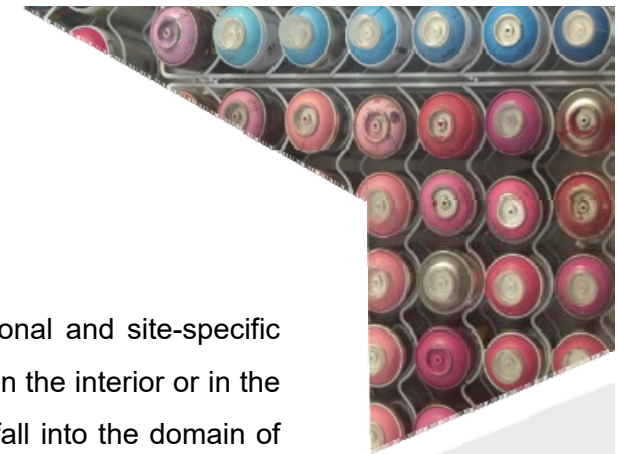 onal and site-specific
n the interior or in the
fall into the domain of